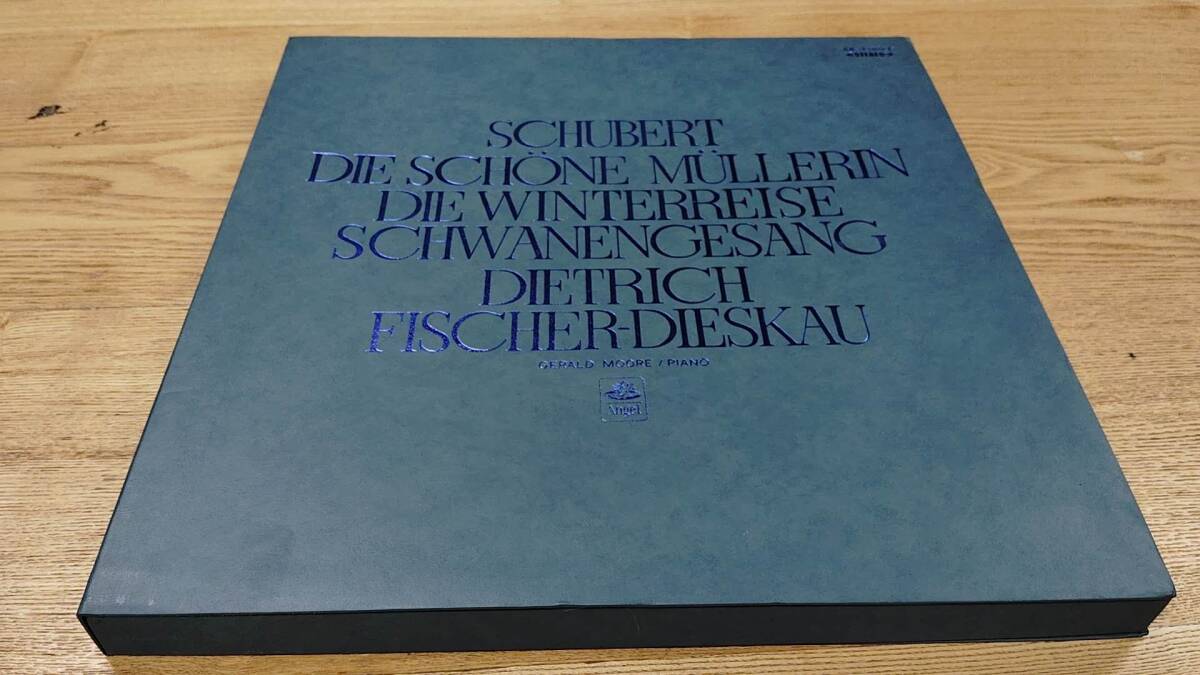 SCHUBERT
DIE SCHÖNE MÜLLERIN
DIE WINTERREISE
SCHWANENGESANG
DIETRICH
FISCHER-DIESKAU
GERALD MOORE / PIANO
Angel